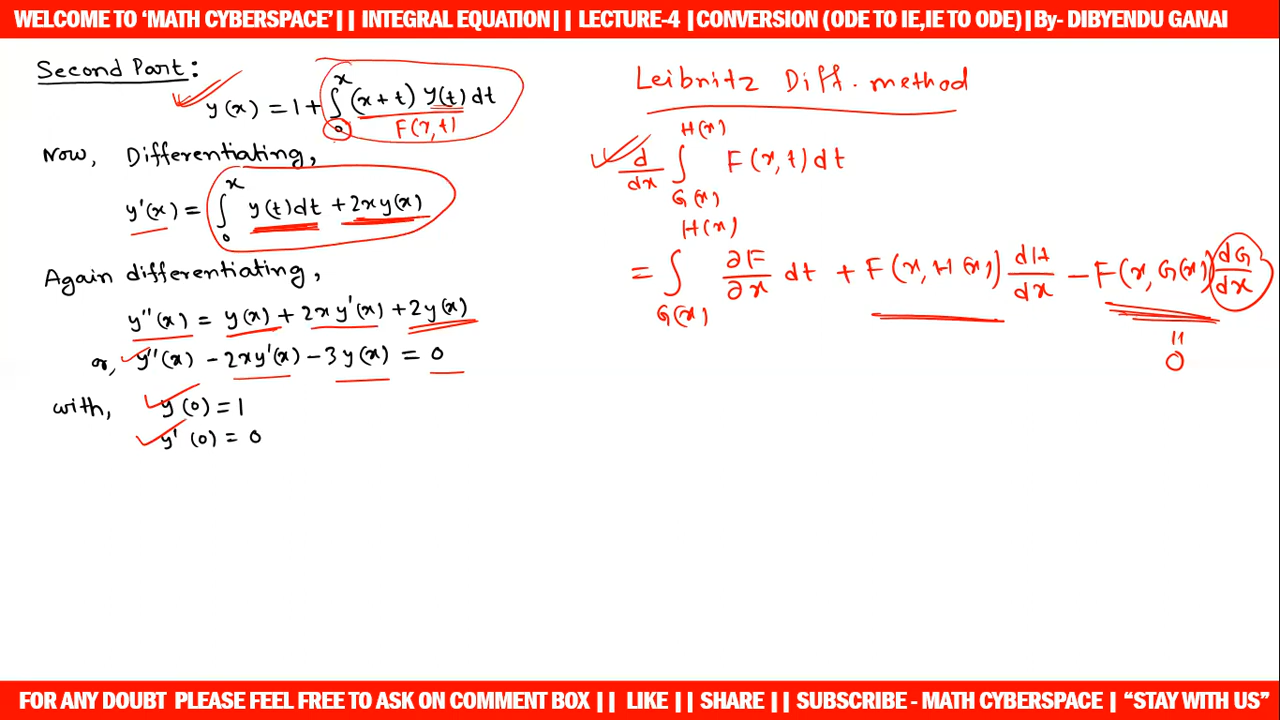 WELCOME TO ‘MATH CYBERSPACE’|| INTEGRAL EQUATION|| LECTURE-4 |CONVERSION (ODE TO IE,IE TO ODE)|By- DIBYENDU GANAI
Second Part:
y(x) = 1 + ∫₀ˣ (x+t) y(t) dt
F(x,t)
Now, Differentiating,
y'(x) = ∫₀ˣ y(t)dt + 2xy(x)
Again differentiating,
y''(x) = y(x) + 2xy'(x) + 2y(x)
or, y''(x) - 2xy'(x) - 3y(x) = 0
with, y(0) = 1
y'(0) = 0
Leibnitz Diff. method
d/dx ∫_{G(x)}^{H(x)} F(x,t)dt
= ∫_{G(x)}^{H(x)} ∂F/∂x dt + F(x,H(x)) dH/dx - F(x,G(x)) dG/dx
"
0
FOR ANY DOUBT PLEASE FEEL FREE TO ASK ON COMMENT BOX || LIKE || SHARE || SUBSCRIBE - MATH CYBERSPACE | “STAY WITH US”